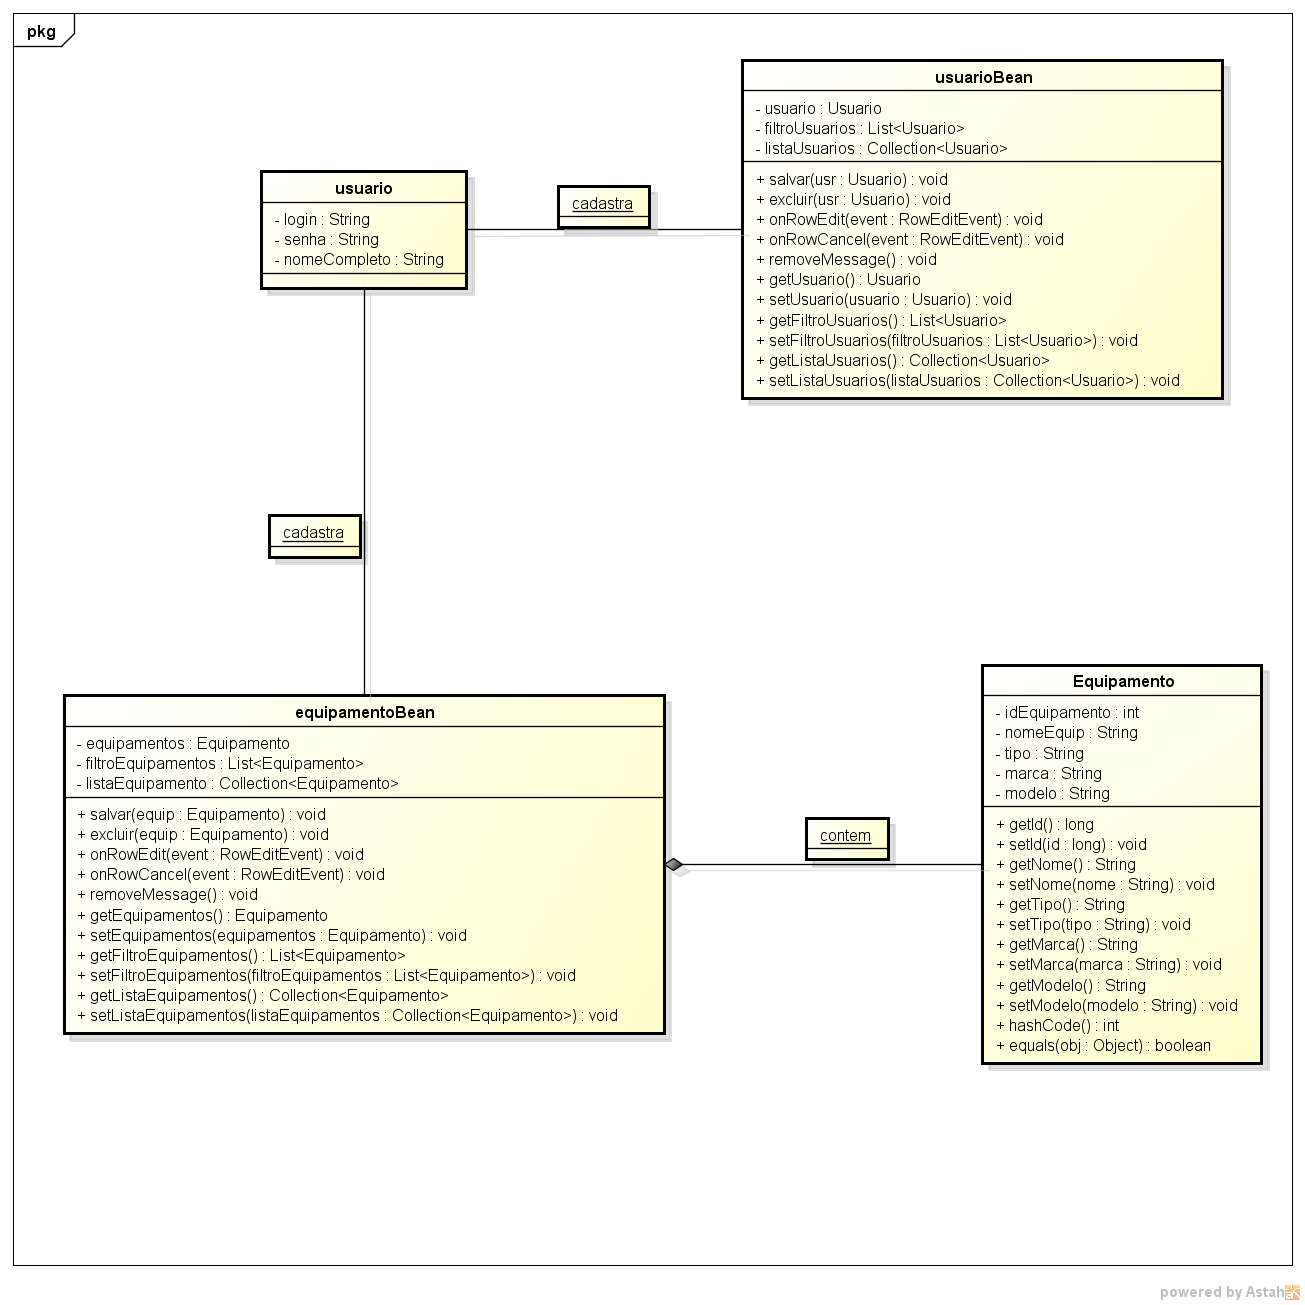 pkg
usuarioBean
- usuario : Usuario
- filtroUsuarios : List<Usuario>
- listaUsuarios : Collection<Usuario>
+ salvar(usr : Usuario) : void
+ excluir(usr : Usuario) : void
+ onRowEdit(event : RowEditEvent) : void
+ onRowCancel(event : RowEditEvent) : void
+ removeMessage() : void
+ getUsuario() : Usuario
+ setUsuario(usuario : Usuario) : void
+ getFiltroUsuarios() : List<Usuario>
+ setFiltroUsuarios(filtroUsuarios : List<Usuario>) : void
+ getListaUsuarios() : Collection<Usuario>
+ setListaUsuarios(listaUsuarios : Collection<Usuario>) : void
usuario
- login : String
- senha : String
- nomeCompleto : String
cadastra
cadastra
equipamentoBean
- equipamentos : Equipamento
- filtroEquipamentos : List<Equipamento>
- listaEquipamento : Collection<Equipamento>
+ salvar(equip : Equipamento) : void
+ excluir(equip : Equipamento) : void
+ onRowEdit(event : RowEditEvent) : void
+ onRowCancel(event : RowEditEvent) : void
+ removeMessage() : void
+ getEquipamentos() : Equipamento
+ setEquipamentos(equipamentos : Equipamento) : void
+ getFiltroEquipamentos() : List<Equipamento>
+ setFiltroEquipamentos(filtroEquipamentos : List<Equipamento>) : void
+ getListaEquipamentos() : Collection<Equipamento>
+ setListaEquipamentos(listaEquipamentos : Collection<Equipamento>) : void
contem
Equipamento
- idEquipamento : int
- nomeEquip : String
- tipo : String
- marca : String
- modelo : String
+ getId() : long
+ setId(id : long) : void
+ getNome() : String
+ setNome(nome : String) : void
+ getTipo() : String
+ setTipo(tipo : String) : void
+ getMarca() : String
+ setMarca(marca : String) : void
+ getModelo() : String
+ setModelo(modelo : String) : void
+ hashCode() : int
+ equals(obj : Object) : boolean
powered by Astah